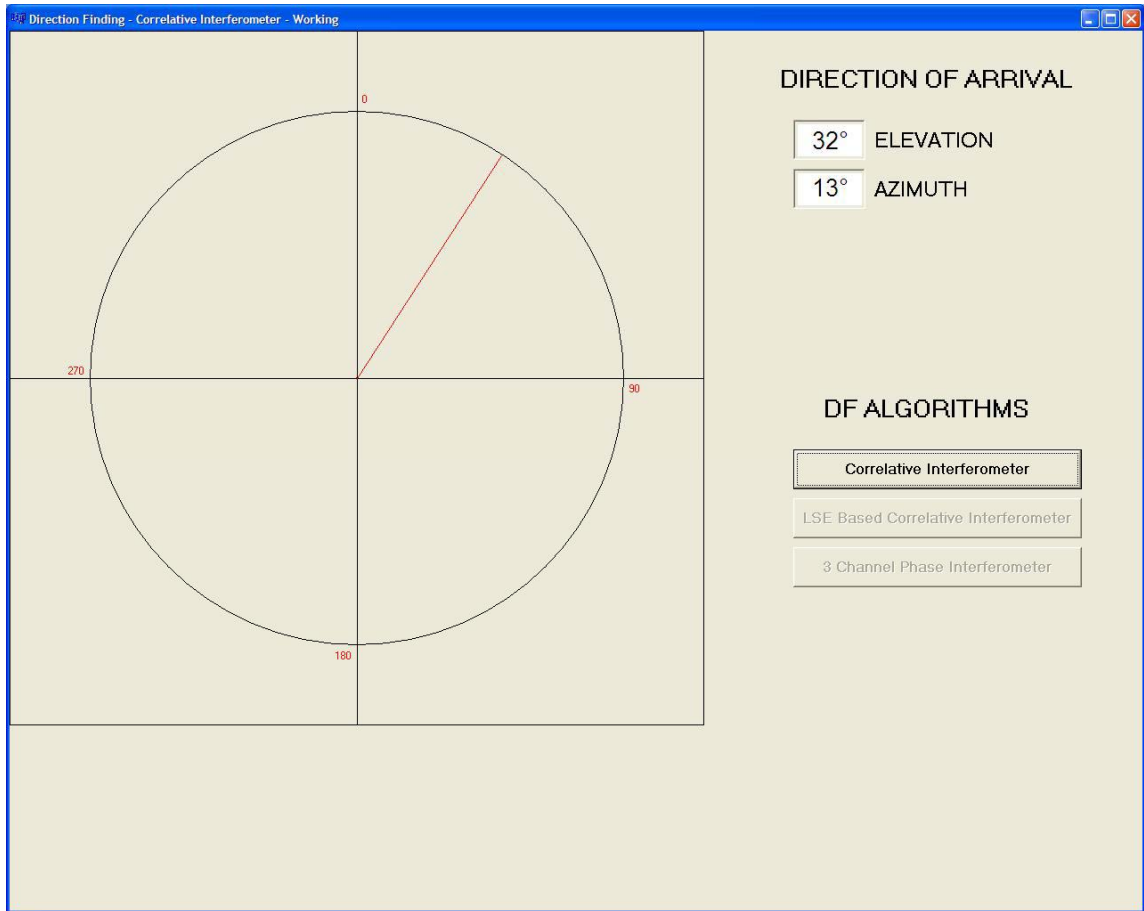 Direction Finding - Correlative Interferometer - Working
0
270
90
180
DIRECTION OF ARRIVAL
32° ELEVATION
13° AZIMUTH
DF ALGORITHMS
Correlative Interferometer
LSE Based Correlative Interferometer
3 Channel Phase Interferometer